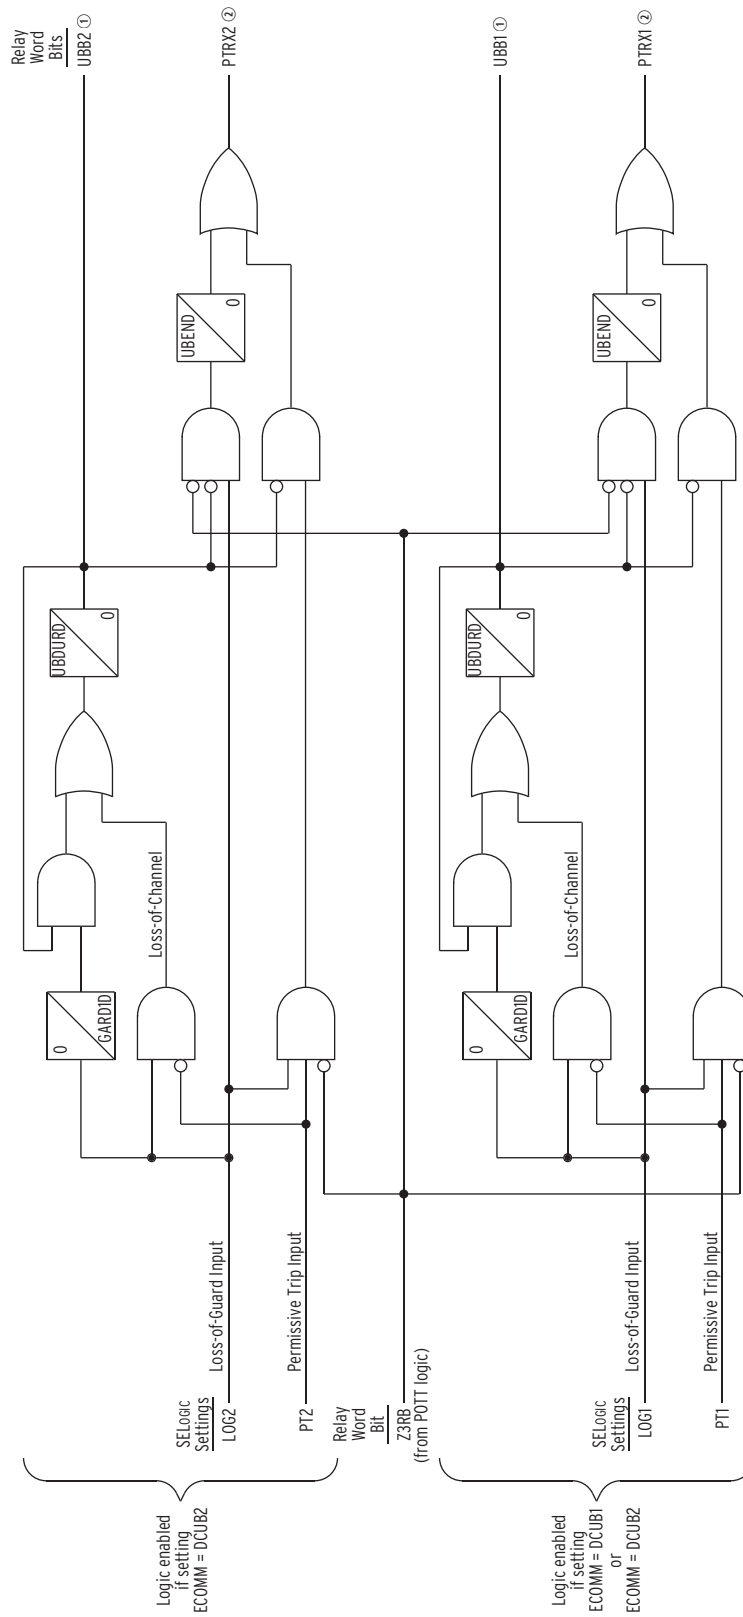 Relay
Word
Bits
UBB2 ①
PTRX2 ②
UBEND
0
UBDURD
0
Loss-of-Channel
0
GARD1D
SELOGIC
Settings
Loss-of-Guard Input
LOG2
Permissive Trip Input
PT2
Logic enabled
if setting
ECOMM = DCUB2
Relay
Word
Bit
Z3RB
(from POTT logic)
UBB1 ①
PTRX1 ②
UBEND
0
UBDURD
0
Loss-of-Channel
0
GARD1D
SELOGIC
Settings
Loss-of-Guard Input
LOG1
Permissive Trip Input
PT1
Logic enabled
if setting
ECOMM = DCUB1
or
ECOMM = DCUB2